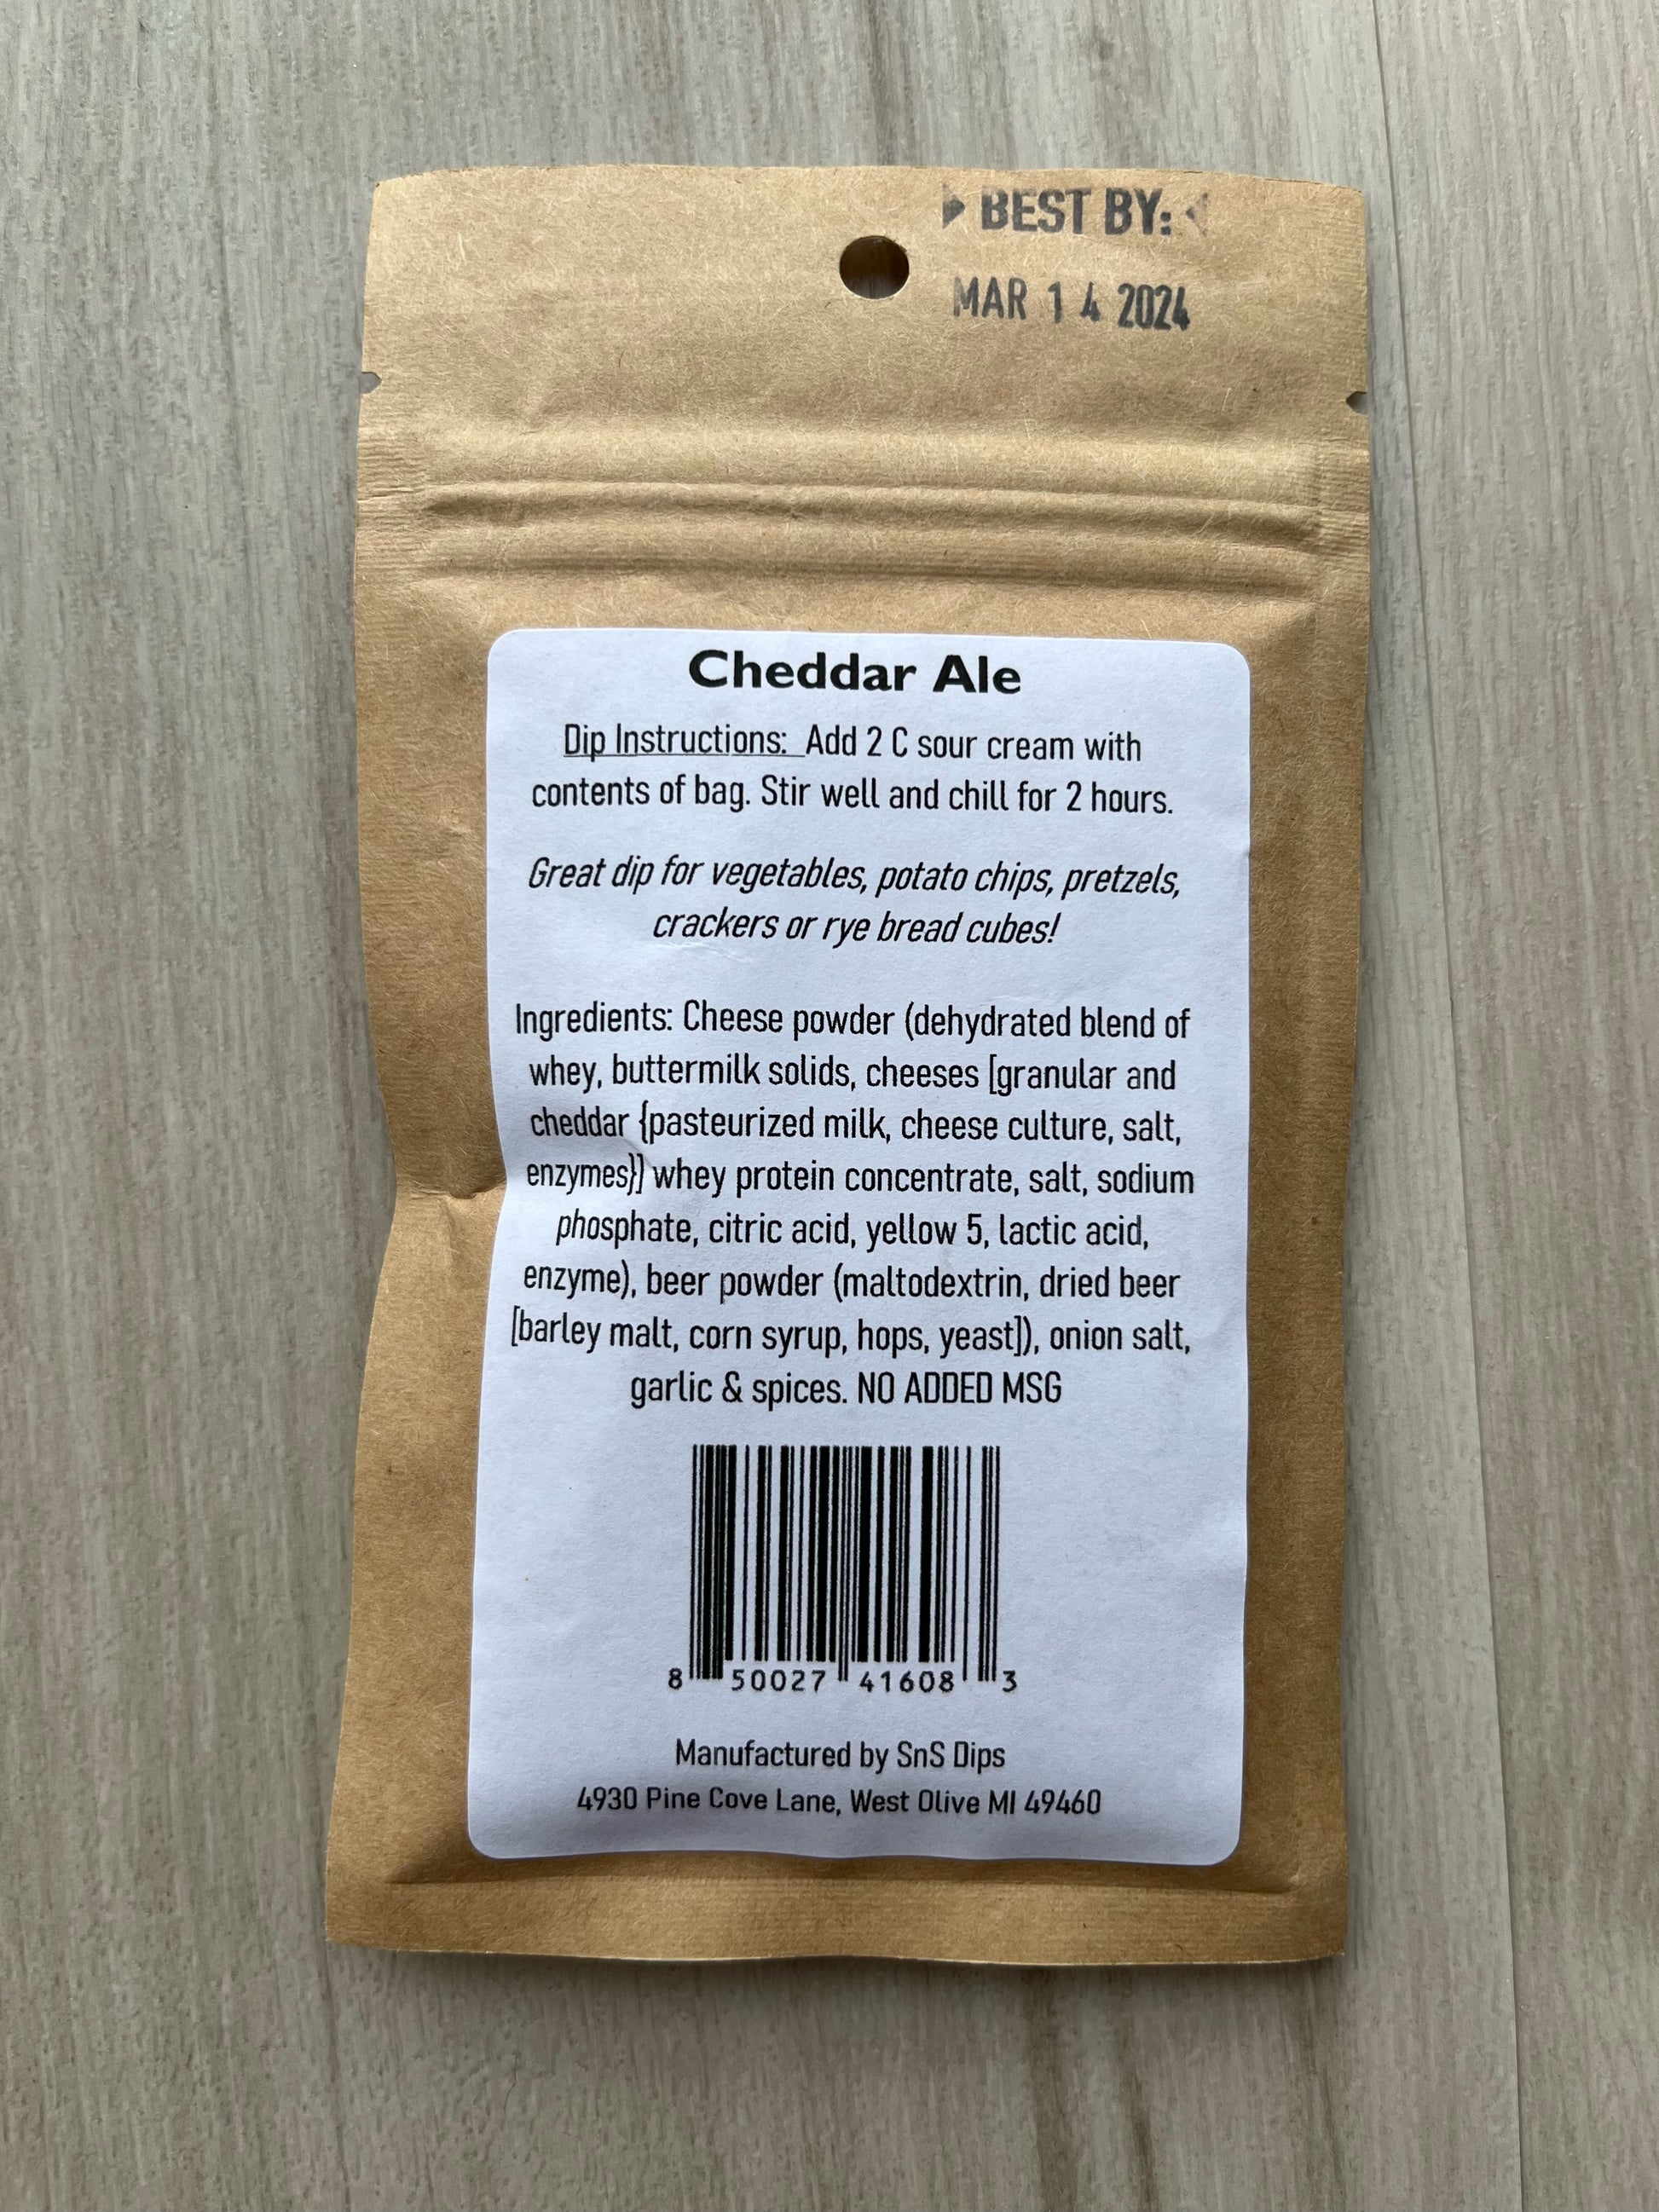 BEST BY:
MAR 14 2024
Cheddar Ale
Dip Instructions: Add 2 C sour cream with
contents of bag. Stir well and chill for 2 hours.
Great dip for vegetables, potato chips, pretzels,
crackers or rye bread cubes!
Ingredients: Cheese powder (dehydrated blend of
whey, buttermilk solids, cheeses [granular and
cheddar {pasteurized milk, cheese culture, salt,
enzymes}] whey protein concentrate, salt, sodium
phosphate, citric acid, yellow 5, lactic acid,
enzyme), beer powder (maltodextrin, dried beer
[barley malt, corn syrup, hops, yeast]), onion salt,
garlic & spices. NO ADDED MSG
8 50027 41608 3
Manufactured by SnS Dips
4930 Pine Cove Lane, West Olive MI 49460